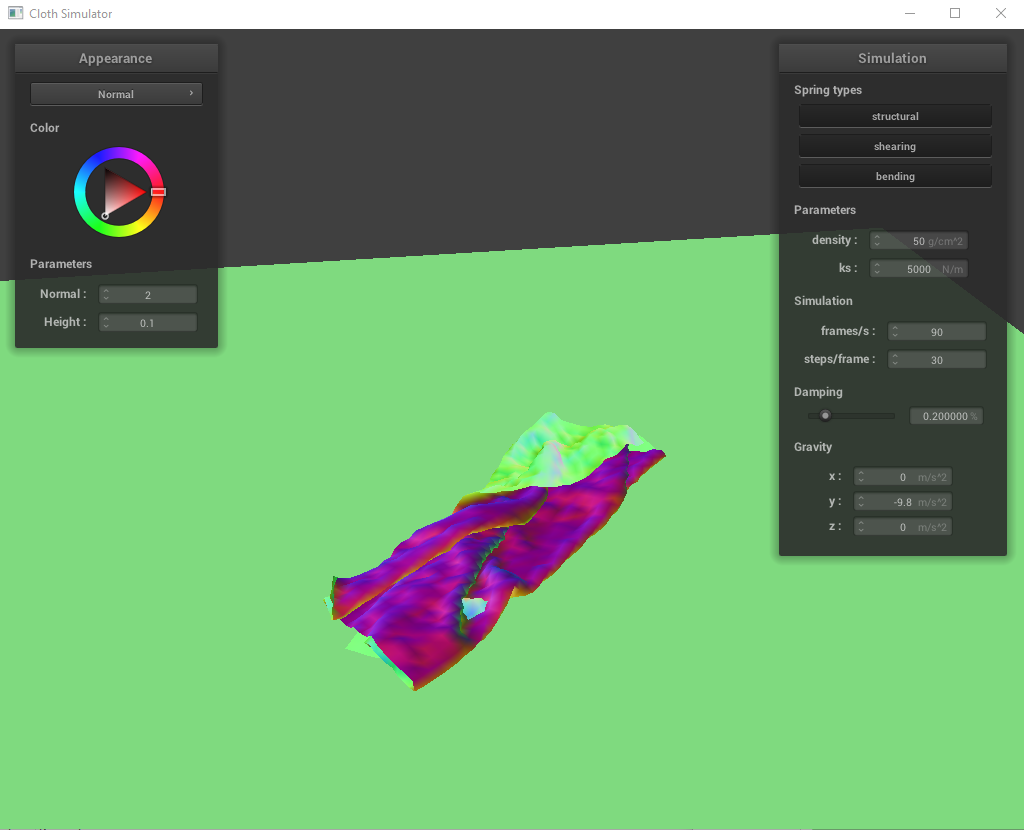 Cloth Simulator
Appearance
Normal
Color
Parameters
Normal : 2
Height : 0.1
Simulation
Spring types
structural
shearing
bending
Parameters
density : 50 g/cm^2
ks : 5000 N/m
Simulation
frames/s : 90
steps/frame : 30
Damping
0.200000 %
Gravity
x : 0 m/s^2
y : -9.8 m/s^2
z : 0 m/s^2